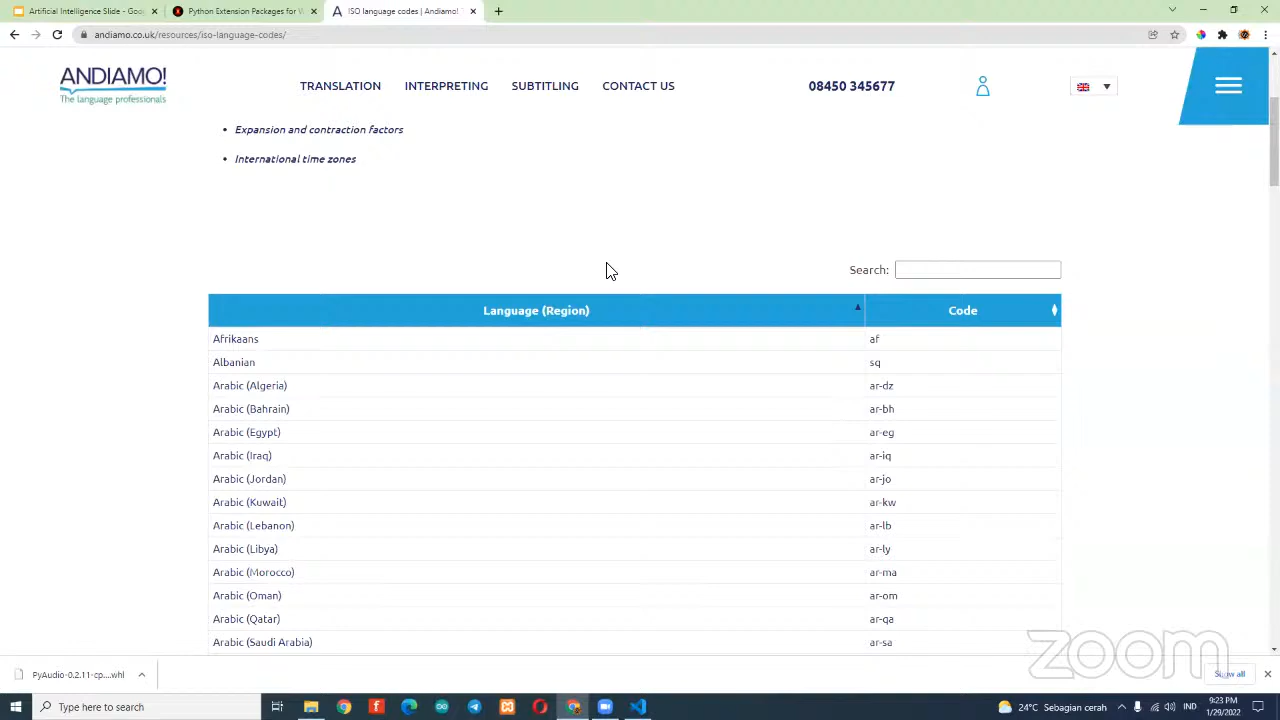 Artificial Intelligence Slide - Go
Python Extension Packages for W
ISO language codes | Andiamo! T
andiamo.co.uk/resources/iso-language-codes/
ANDIAMO!
The language professionals
TRANSLATION
INTERPRETING
SUBTITLING
CONTACT US
08450 345677
• Expansion and contraction factors
• International time zones
Search:
Language (Region) Code
Afrikaans af
Albanian sq
Arabic (Algeria) ar-dz
Arabic (Bahrain) ar-bh
Arabic (Egypt) ar-eg
Arabic (Iraq) ar-iq
Arabic (Jordan) ar-jo
Arabic (Kuwait) ar-kw
Arabic (Lebanon) ar-lb
Arabic (Libya) ar-ly
Arabic (Morocco) ar-ma
Arabic (Oman) ar-om
Arabic (Qatar) ar-qa
Arabic (Saudi Arabia) ar-sa
zoom
PyAudio-0.2.11-cp....whl
Show all
Type here to search
24°C Sebagian cerah
IND
9:23 PM
1/29/2022